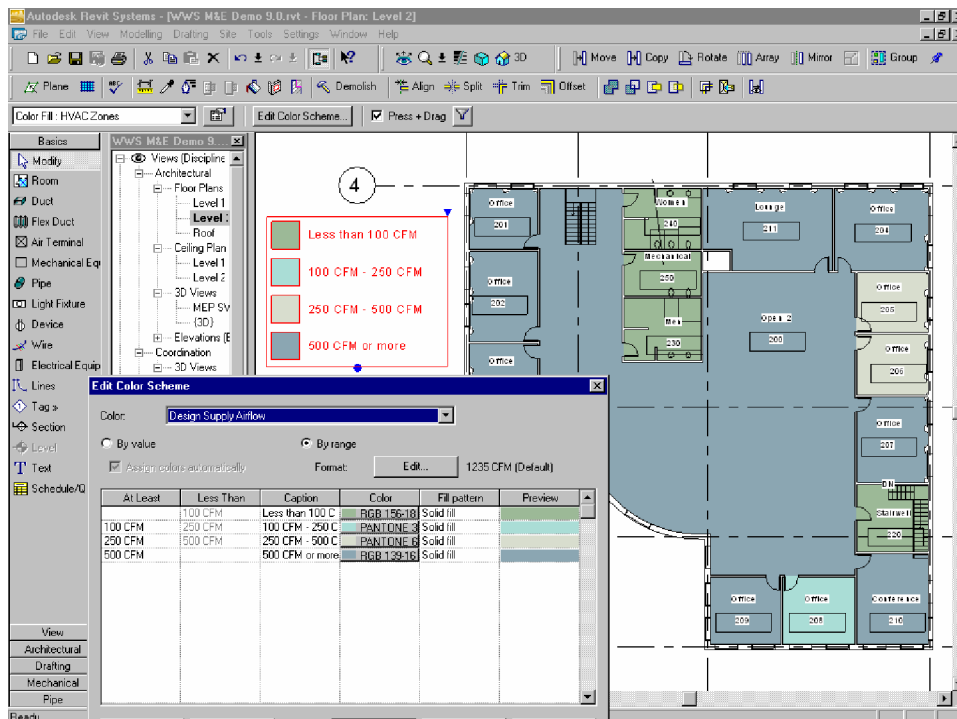 Autodesk Revit Systems - [WWS M&E Demo 9.0.rvt - Floor Plan: Level 2]
File Edit View Modelling Drafting Site Tools Settings Window Help
3D Move Copy Rotate Array Mirror Group
Plane Demolish Align Split Trim Offset
Color Fill : HVAC Zones Edit Color Scheme... Press + Drag
Basics
Modify
Room
Duct
Flex Duct
Air Terminal
Mechanical Equ
Pipe
Light Fixture
Device
Wire
Electrical Equip
Lines
Tag »
Section
Level
Text
Schedule/Q
View
Architectural
Drafting
Mechanical
Pipe
Ready
WWS M&E Demo 9....
Views (Discipline
Architectural
Floor Plans
Level 1
Level
Roof
Ceiling Plan
Level 1
Level 2
3D Views
MEP SV
{3D}
Elevations (E
Coordination
3D Views
4
Less than 100 CFM
100 CFM - 250 CFM
250 CFM - 500 CFM
500 CFM or more
Office
201
Women
240
Lounge
211
Office
204
Mechanical
250
Office
202
Office
205
Men
230
Open 2
200
Office
206
Office
Office
207
DN
Stairwell
220
Office
209
Office
208
Conference
210
Edit Color Scheme
Color: Design Supply Airflow
By value By range
Assign colors automatically Format: Edit... 1235 CFM (Default)
At Least Less Than Caption Color Fill pattern Preview
100 CFM Less than 100 C RGB 156-18 Solid fill
100 CFM 250 CFM 100 CFM - 250 C PANTONE 3 Solid fill
250 CFM 500 CFM 250 CFM - 500 C PANTONE 6 Solid fill
500 CFM 500 CFM or more RGB 139-16 Solid fill